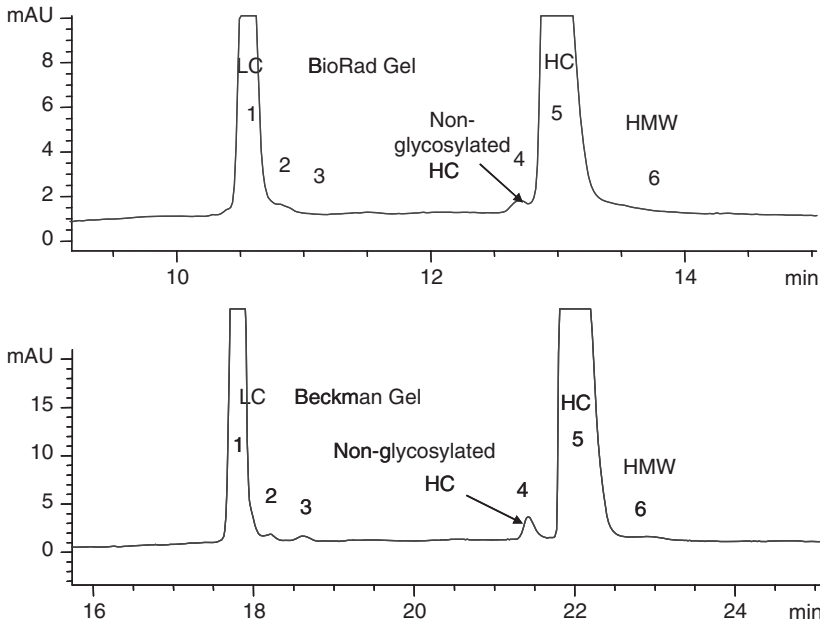 mAU
8
6
4
2
0
LC
BioRad Gel
HC
1
5
2
3
Non-
glycosylated
HC
4
HMW
6
10
12
14
min
mAU
15
10
5
0
LC
Beckman Gel
HC
1
5
Non-glycosylated
HC
2
3
4
HMW
6
16
18
20
22
24
min